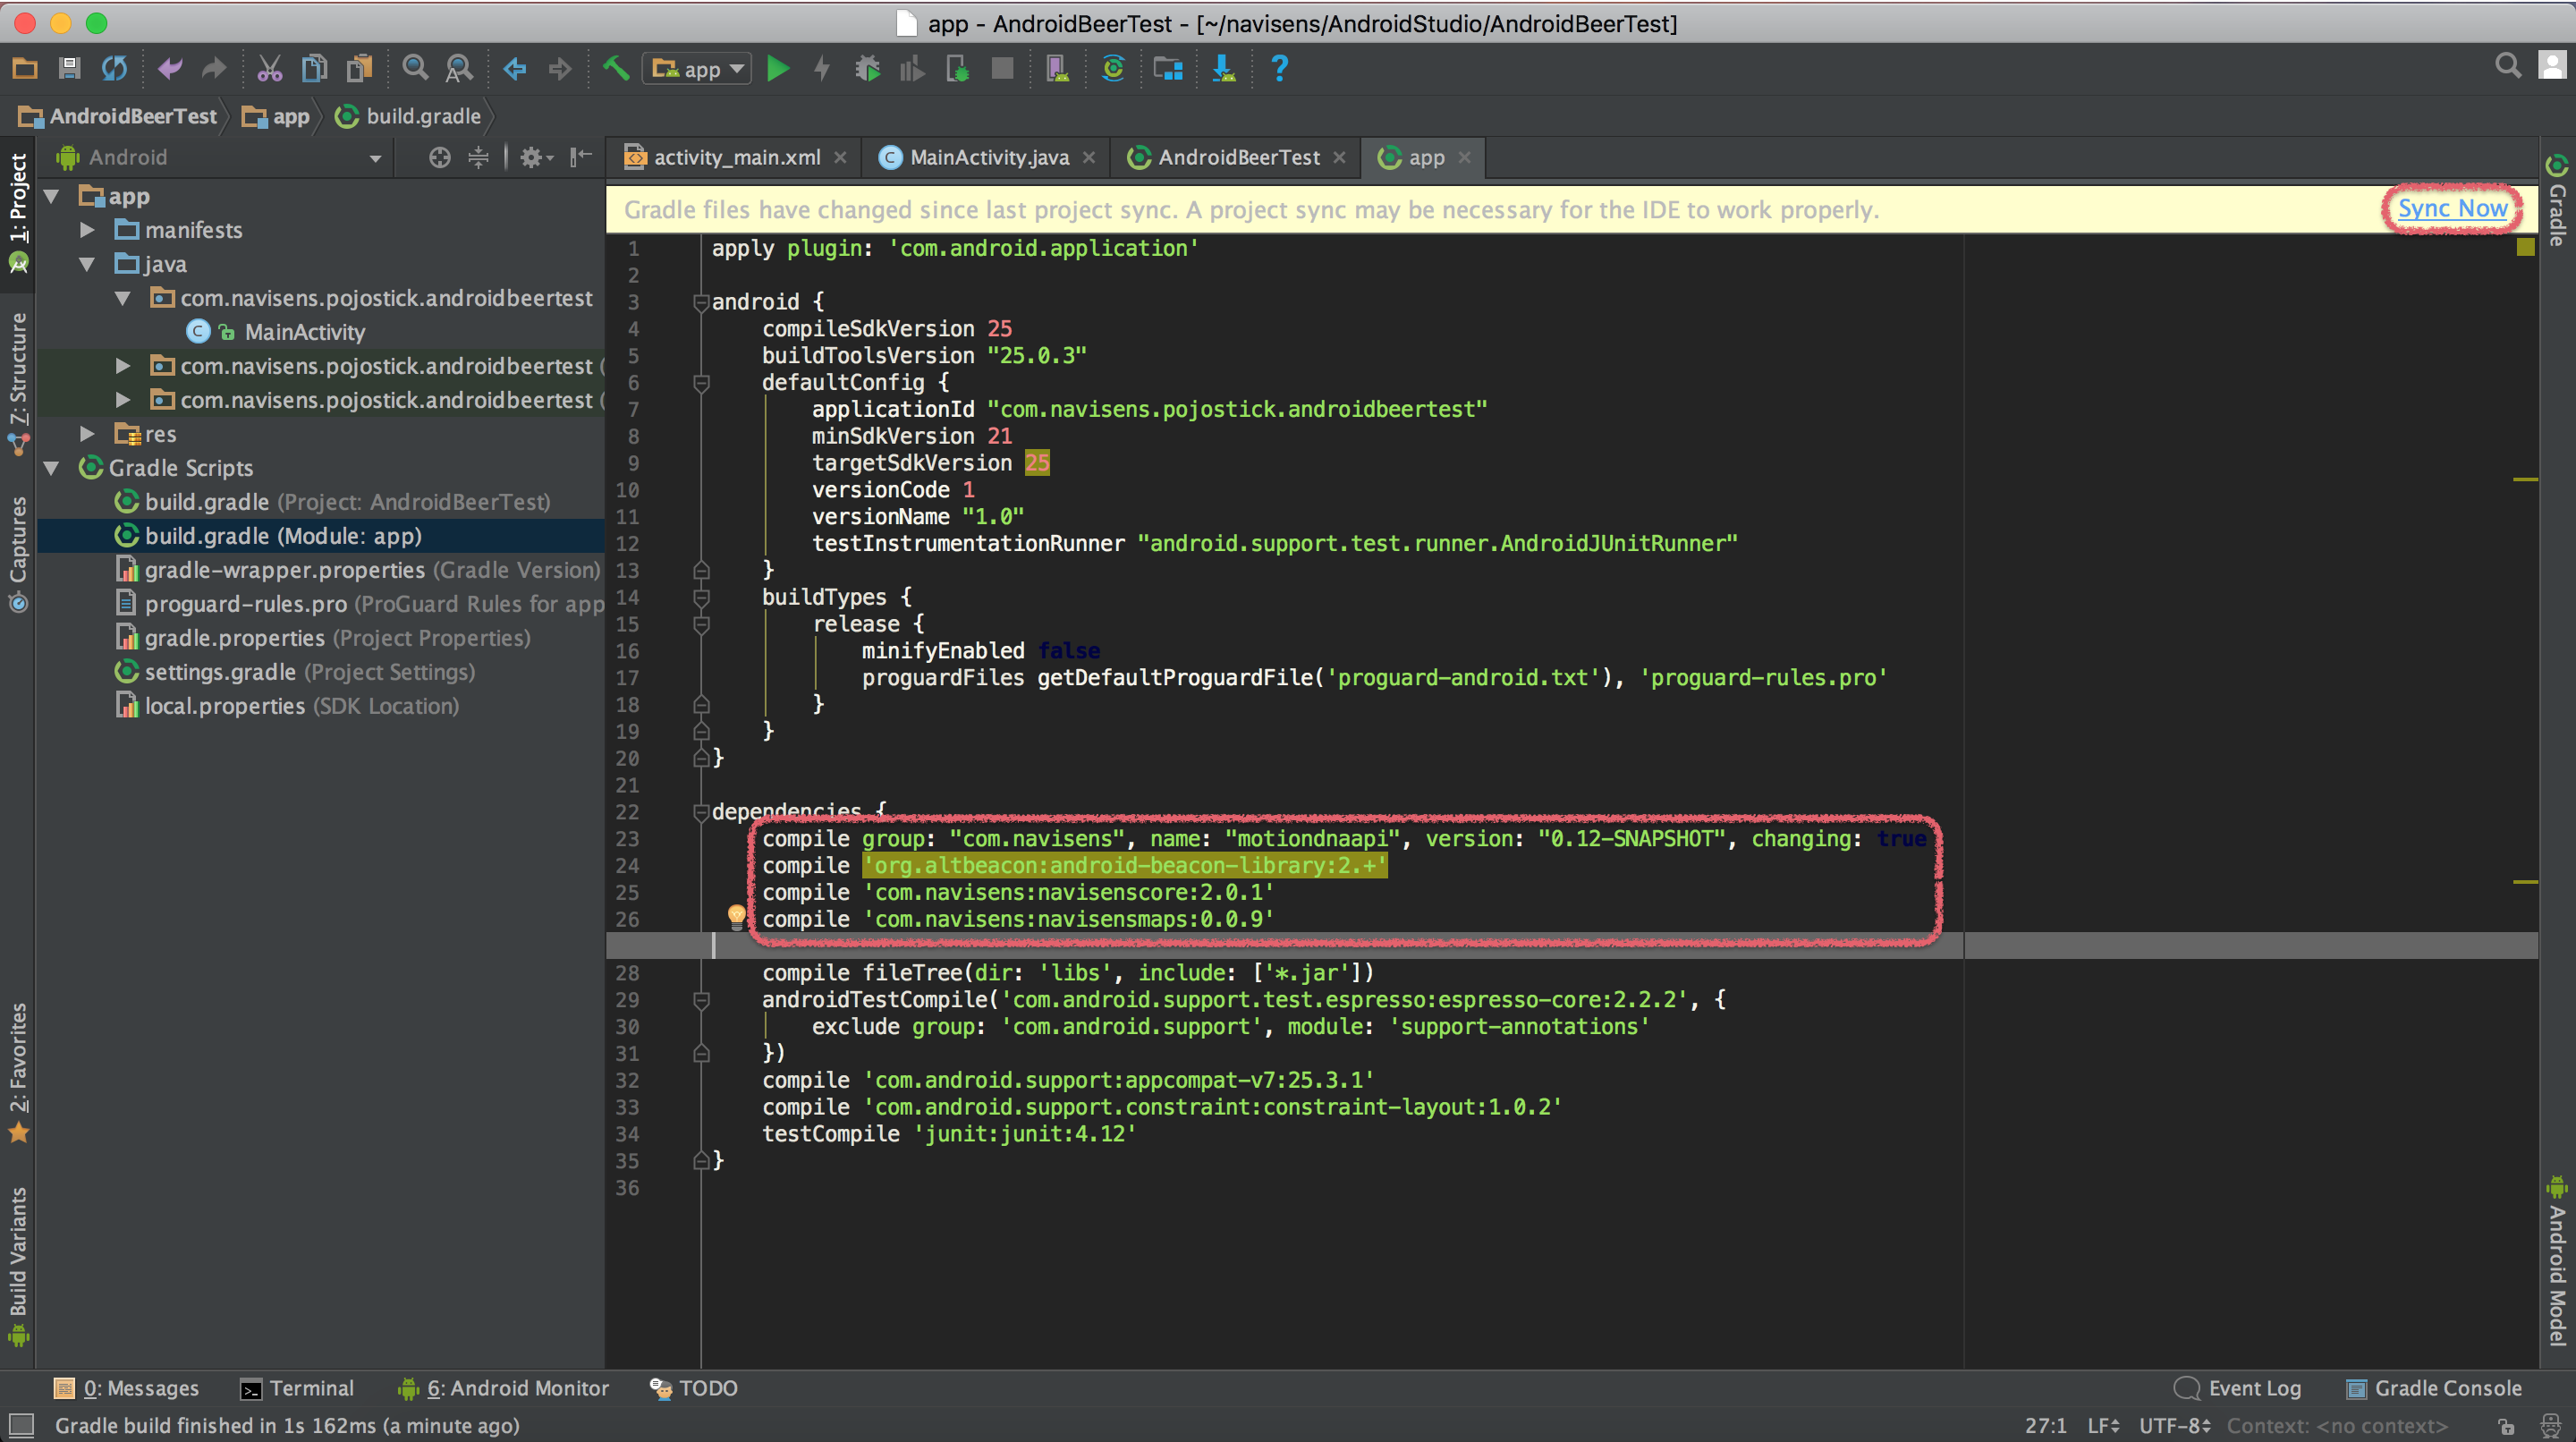 app - AndroidBeerTest - [~/navisens/AndroidStudio/AndroidBeerTest]
app
AndroidBeerTest
app
build.gradle
1: Project
Z: Structure
Captures
2: Favorites
Build Variants
Android
app
manifests
java
com.navisens.pojostick.androidbeertest
MainActivity
com.navisens.pojostick.androidbeertest (
com.navisens.pojostick.androidbeertest (
res
Gradle Scripts
build.gradle (Project: AndroidBeerTest)
build.gradle (Module: app)
gradle-wrapper.properties (Gradle Version)
proguard-rules.pro (ProGuard Rules for app
gradle.properties (Project Properties)
settings.gradle (Project Settings)
local.properties (SDK Location)
activity_main.xml
MainActivity.java
AndroidBeerTest
app
Gradle files have changed since last project sync. A project sync may be necessary for the IDE to work properly.
Sync Now
1 apply plugin: 'com.android.application'
2
3 android {
4 compileSdkVersion 25
5 buildToolsVersion "25.0.3"
6 defaultConfig {
7 applicationId "com.navisens.pojostick.androidbeertest"
8 minSdkVersion 21
9 targetSdkVersion 25
10 versionCode 1
11 versionName "1.0"
12 testInstrumentationRunner "android.support.test.runner.AndroidJUnitRunner"
13 }
14 buildTypes {
15 release {
16 minifyEnabled false
17 proguardFiles getDefaultProguardFile('proguard-android.txt'), 'proguard-rules.pro'
18 }
19 }
20 }
21
22 dependencies {
23 compile group: "com.navisens", name: "motiondnaapi", version: "0.12-SNAPSHOT", changing: true
24 compile 'org.altbeacon:android-beacon-library:2.+'
25 compile 'com.navisens:navisenscore:2.0.1'
26 compile 'com.navisens:navisensmaps:0.0.9'
28 compile fileTree(dir: 'libs', include: ['*.jar'])
29 androidTestCompile('com.android.support.test.espresso:espresso-core:2.2.2', {
30 exclude group: 'com.android.support', module: 'support-annotations'
31 })
32 compile 'com.android.support:appcompat-v7:25.3.1'
33 compile 'com.android.support.constraint:constraint-layout:1.0.2'
34 testCompile 'junit:junit:4.12'
35 }
36
Gradle
Android Model
0: Messages
Terminal
6: Android Monitor
TODO
Event Log
Gradle Console
Gradle build finished in 1s 162ms (a minute ago)
27:1
LF
UTF-8
Context: <no context>